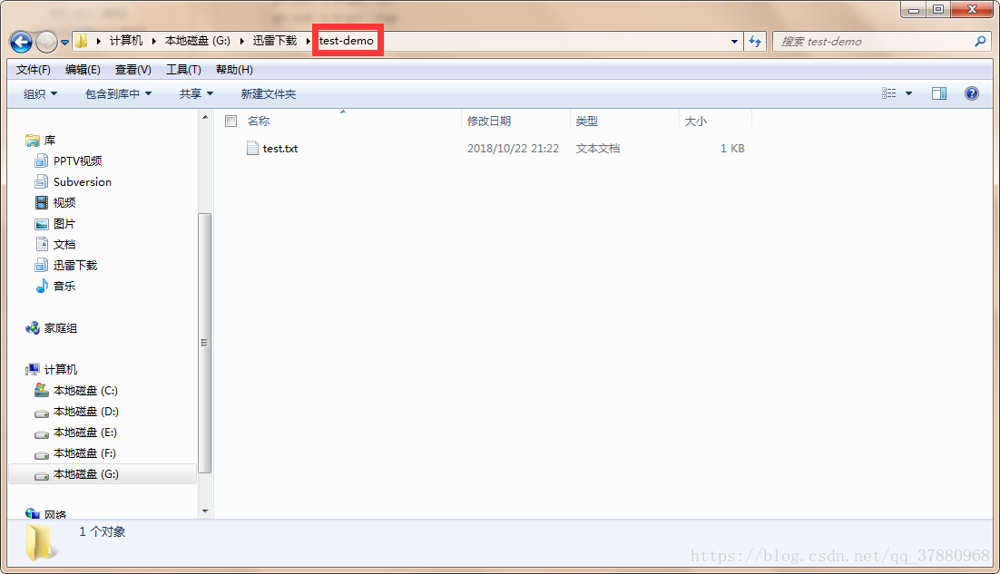 计算机 本地磁盘 (G:) 迅雷下载 test-demo
搜索 test-demo
文件(F) 编辑(E) 查看(V) 工具(T) 帮助(H)
组织 包含到库中 共享 新建文件夹
名称 修改日期 类型 大小
test.txt 2018/10/22 21:22 文本文档 1 KB
库
PPTV视频
Subversion
视频
图片
文档
迅雷下载
音乐
家庭组
计算机
本地磁盘 (C:)
本地磁盘 (D:)
本地磁盘 (E:)
本地磁盘 (F:)
本地磁盘 (G:)
网络
1 个对象
https://blog.csdn.net/qq_37880968